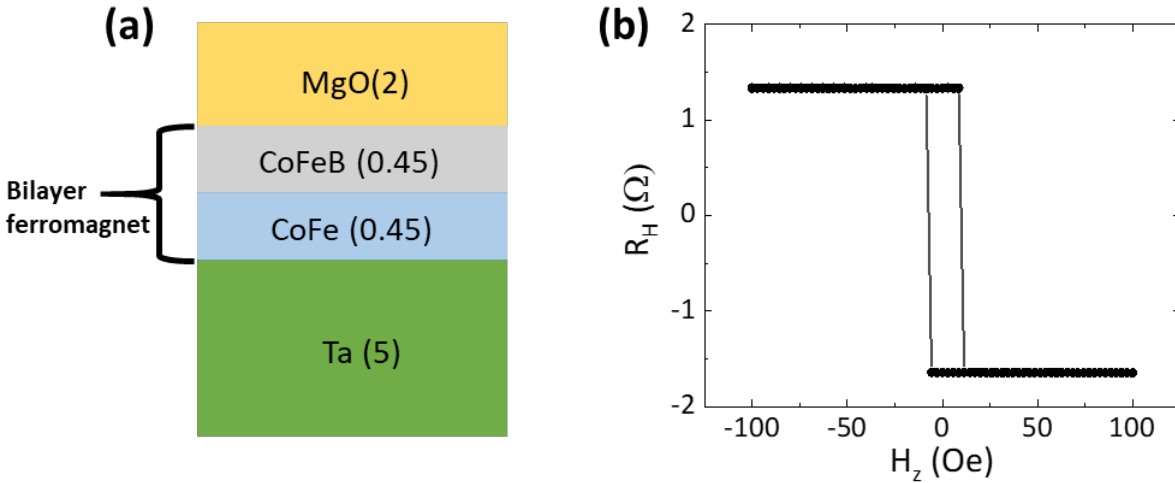 (a)
MgO(2)
CoFeB (0.45)
CoFe (0.45)
Ta (5)
Bilayer
ferromagnet
(b)
R_H (Ω)
2
1
0
-1
-2
-100
-50
0
50
100
H_z (Oe)